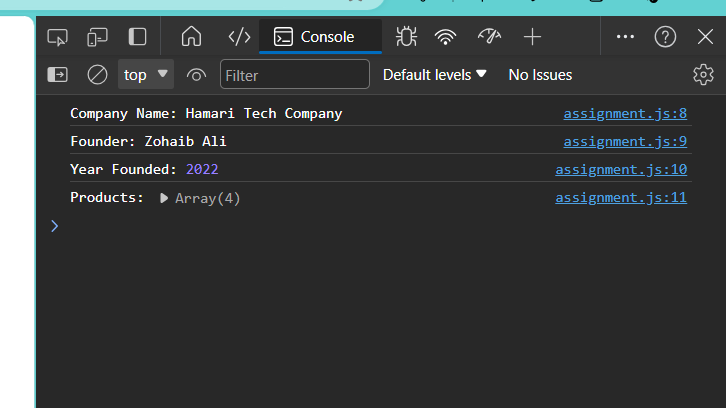 Console
top
Filter
Default levels
No Issues
Company Name: Hamari Tech Company assignment.js:8
Founder: Zohaib Ali assignment.js:9
Year Founded: 2022 assignment.js:10
Products: Array(4) assignment.js:11